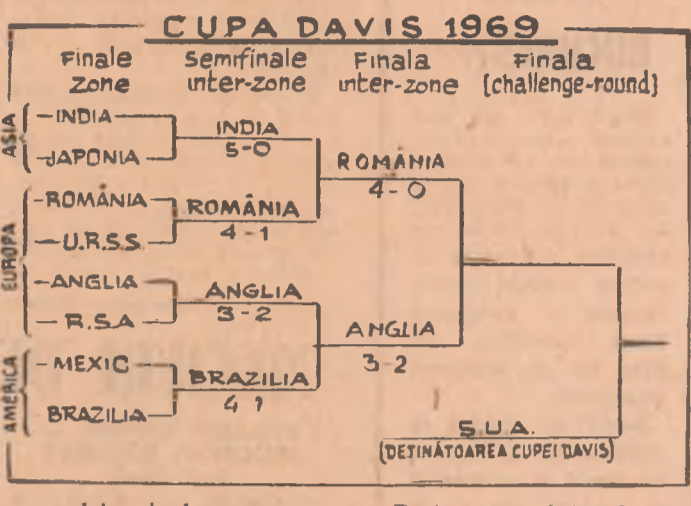 CUPA DAVIS 1969
Finale Zone
Semifinale inter-zone
Finala inter-zone
Finala (challenge-round)
ASIA
-INDIA
-JAPONIA
INDIA
5-0
EUROPA
-ROMÂNIA
-U.R.S.S
ROMÂNIA
4-1
ROMÂNIA
4-0
-ANGLIA
-R.S.A
ANGLIA
3-2
ANGLIA
3-2
AMERICA
-MEXIC
BRAZILIA
BRAZILIA
4 1
S.U.A.
(DEȚINĂTOAREA CUPEI DAVIS)